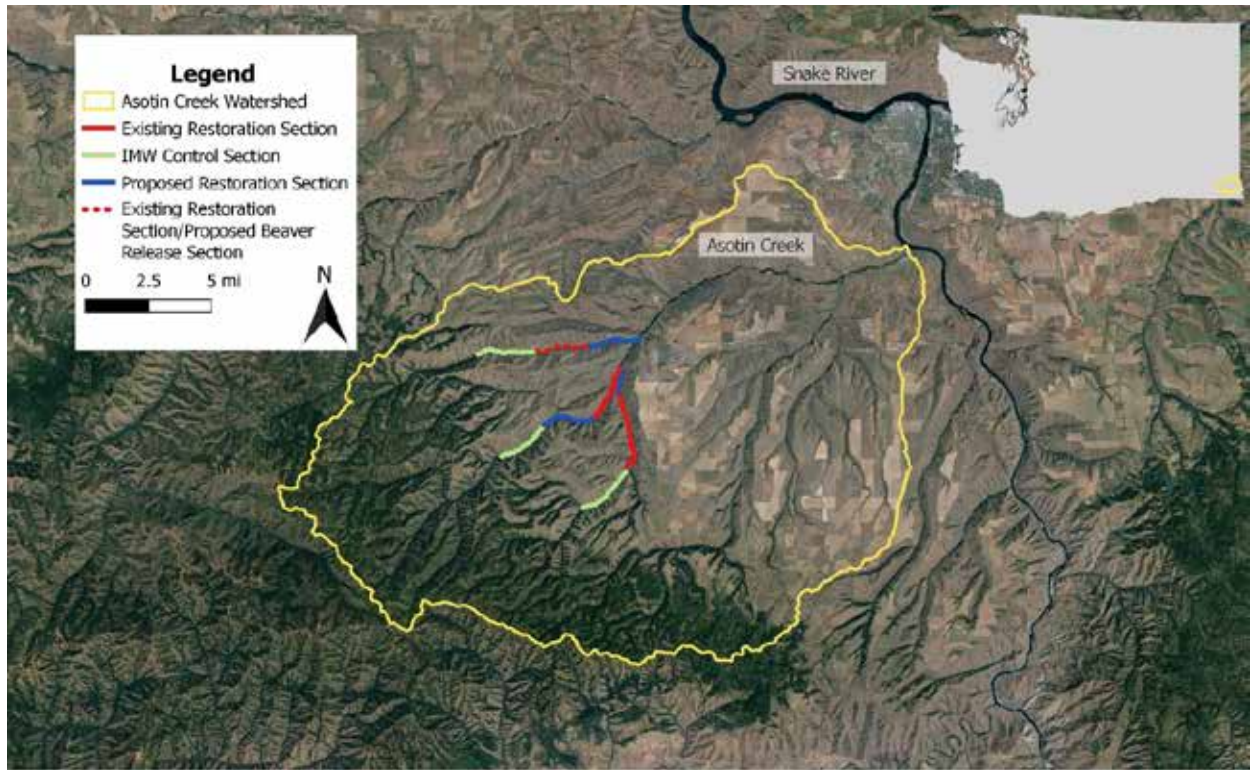 Legend
Asotin Creek Watershed
Existing Restoration Section
IMW Control Section
Proposed Restoration Section
Existing Restoration
Section/Proposed Beaver
Release Section
0 2.5 5 mi
N
Snake River
Asotin Creek